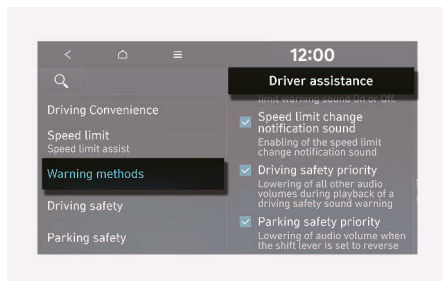 12:00
Driver assistance
Driving Convenience
Speed limit
Speed limit assist
Warning methods
Driving safety
Parking safety
limit warning sound On or Off.
Speed limit change
notification sound
Enabling of the speed limit
change notification sound
Driving safety priority
Lowering of all other audio
volumes during playback of a
driving safety sound warning
Parking safety priority
Lowering of audio volume when
the shift lever is set to reverse